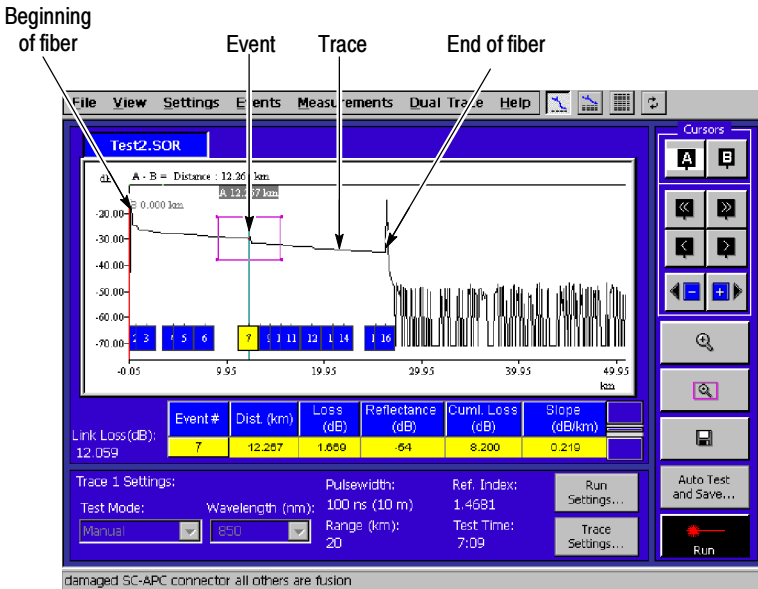 Beginning
of fiber
Event
Trace
End of fiber
File View Settings Events Measurements Dual Trace Help
Test2.SOR
Cursors
A B
A - B = Distance : 12.267 km
A 12.267 km
B 0.000 km
-20.00
-30.00
-40.00
-50.00
-60.00
-70.00
2 3 5 6 7 11 12 14 16
-0.05 9.95 19.95 29.95 39.95 49.95
km
Link Loss(dB):
12.059
Event # Dist. (km) Loss (dB) Reflectance (dB) Cuml. Loss (dB) Slope (dB/km)
7 12.267 1.669 -54 8.200 0.219
Trace 1 Settings:
Test Mode:
Manual
Wavelength (nm):
850
Pulsewidth:
100 ns (10 m)
Range (km):
20
Ref. Index:
1.4681
Test Time:
7:09
Run
Settings...
Trace
Settings...
Auto Test
and Save...
Run
damaged SC-APC connector all others are fusion